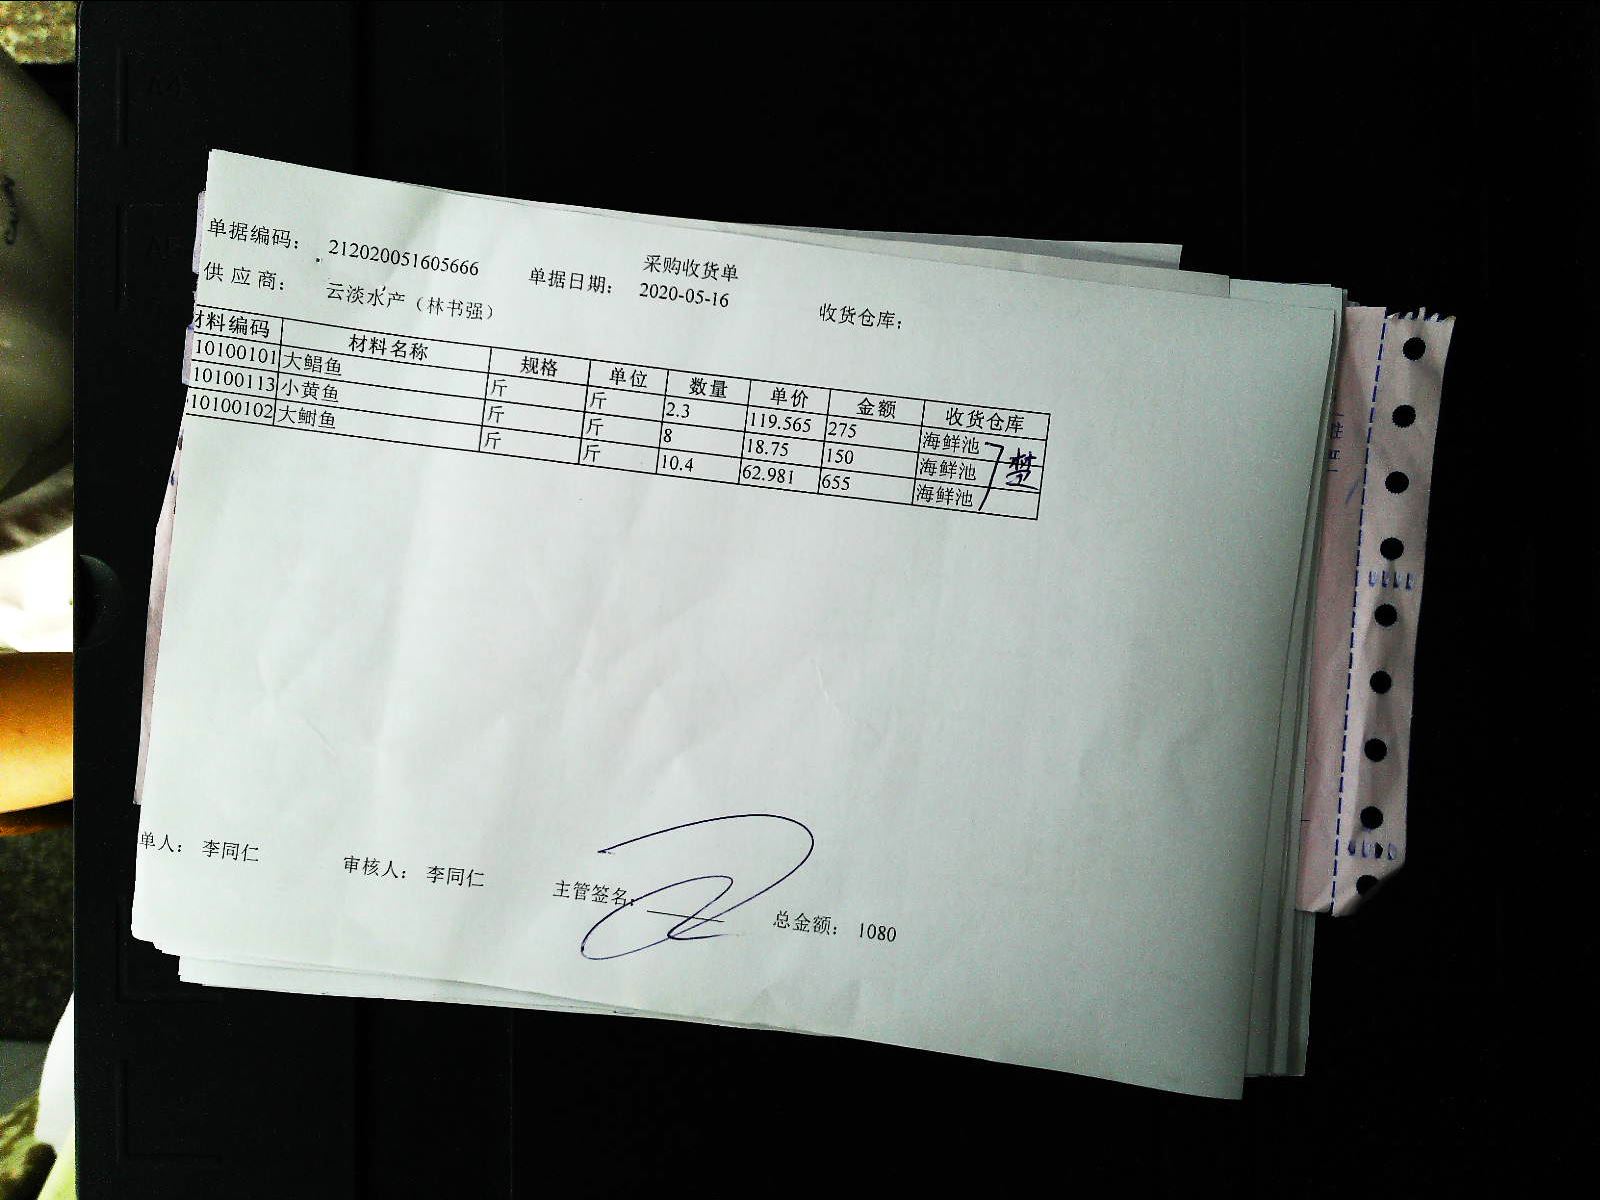 采购收货单
单据编码： 212020051605666 单据日期： 2020-05-16 收货仓库：
供 应 商： 云淡水产（林书强）
材料编码 材料名称 规格 单位 数量 单价 金额 收货仓库
10100101 大鲳鱼 斤 斤 2.3 119.565 275 海鲜池
10100113 小黄鱼 斤 斤 8 18.75 150 海鲜池
10100102 大鲥鱼 斤 斤 10.4 62.981 655 海鲜池
单人： 李同仁 审核人： 李同仁 主管签名： 总金额： 1080